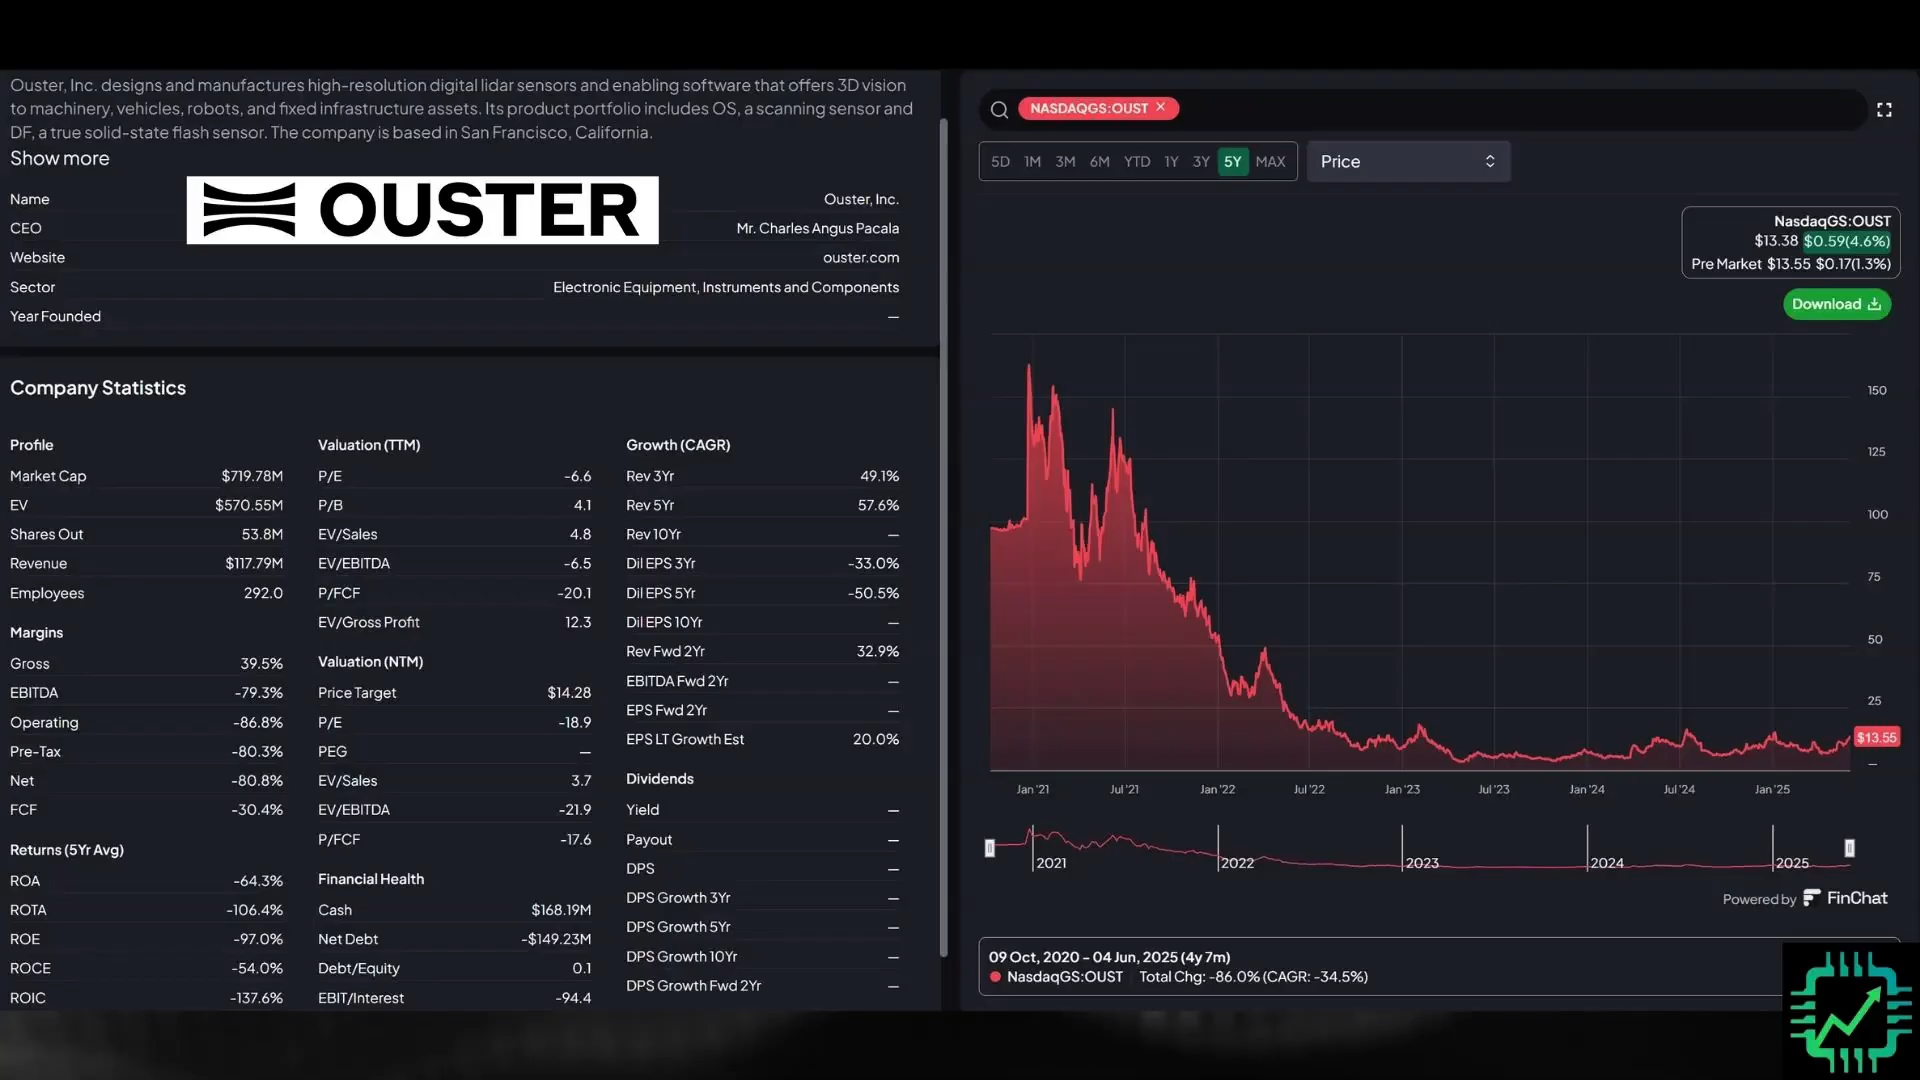 Ouster, Inc. designs and manufactures high-resolution digital lidar sensors and enabling software that offers 3D vision
to machinery, vehicles, robots, and fixed infrastructure assets. Its product portfolio includes OS, a scanning sensor and
DF, a true solid-state flash sensor. The company is based in San Francisco, California.
Show more
OUSTER
Name Ouster, Inc.
CEO Mr. Charles Angus Pacala
Website ouster.com
Sector Electronic Equipment, Instruments and Components
Year Founded —
Company Statistics
Profile
Market Cap $719.78M
EV $570.55M
Shares Out 53.8M
Revenue $117.79M
Employees 292.0
Margins
Gross 39.5%
EBITDA -79.3%
Operating -86.8%
Pre-Tax -80.3%
Net -80.8%
FCF -30.4%
Returns (5Yr Avg)
ROA -64.3%
ROTA -106.4%
ROE -97.0%
ROCE -54.0%
ROIC -137.6%
Valuation (TTM)
P/E -6.6
P/B 4.1
EV/Sales 4.8
EV/EBITDA -6.5
P/FCF -20.1
EV/Gross Profit 12.3
Valuation (NTM)
Price Target $14.28
P/E -18.9
PEG —
EV/Sales 3.7
EV/EBITDA -21.9
P/FCF -17.6
Financial Health
Cash $168.19M
Net Debt -$149.23M
Debt/Equity 0.1
EBIT/Interest -94.4
Growth (CAGR)
Rev 3Yr 49.1%
Rev 5Yr 57.6%
Rev 10Yr —
Dil EPS 3Yr -33.0%
Dil EPS 5Yr -50.5%
Dil EPS 10Yr —
Rev Fwd 2Yr 32.9%
EBITDA Fwd 2Yr —
EPS Fwd 2Yr —
EPS LT Growth Est 20.0%
Dividends
Yield —
Payout —
DPS —
DPS Growth 3Yr —
DPS Growth 5Yr —
DPS Growth 10Yr —
DPS Growth Fwd 2Yr —
NASDAQGS:OUST ×
5D 1M 3M 6M YTD 1Y 3Y 5Y MAX Price
NasdaqGS:OUST
$13.38 $0.59(4.6%)
Pre Market $13.55 $0.17(1.3%)
Download
150
125
100
75
50
25
$13.55
—
Jan '21 Jul '21 Jan '22 Jul '22 Jan '23 Jul '23 Jan '24 Jul '24 Jan '25
2021 2022 2023 2024 2025
Powered by FinChat
09 Oct, 2020 – 04 Jun, 2025 (4y 7m)
NasdaqGS:OUST Total Chg: -86.0% (CAGR: -34.5%)